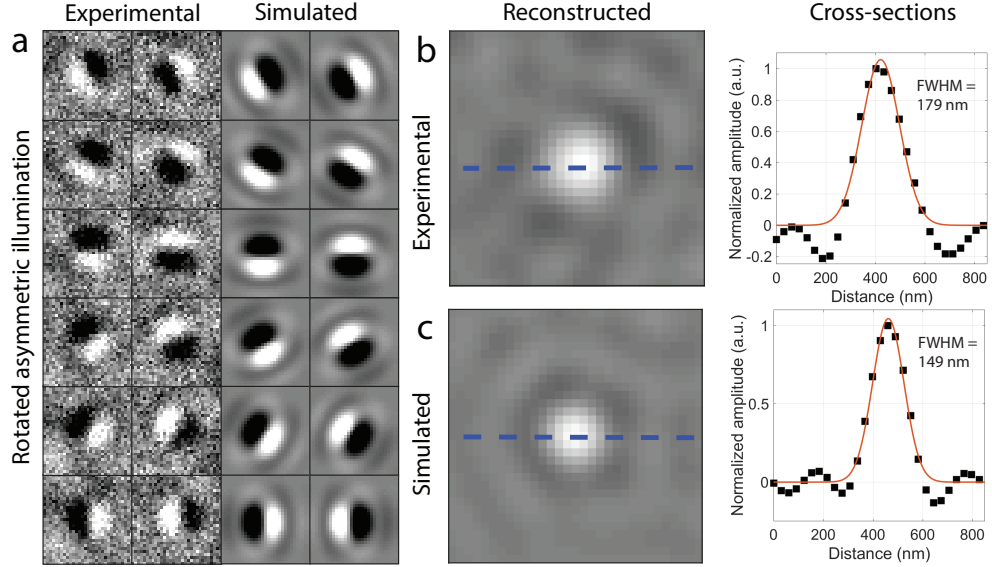 Experimental
Simulated
Reconstructed
Cross-sections
a
b
c
Rotated asymmetric illumination
Experimental
Simulated
Normalized amplitude (a.u.)
1
0.8
0.6
0.4
0.2
0
-0.2
FWHM =
179 nm
0 200 400 600 800
Distance (nm)
Normalized amplitude (a.u.)
1
0.5
0
FWHM =
149 nm
0 200 400 600 800
Distance (nm)